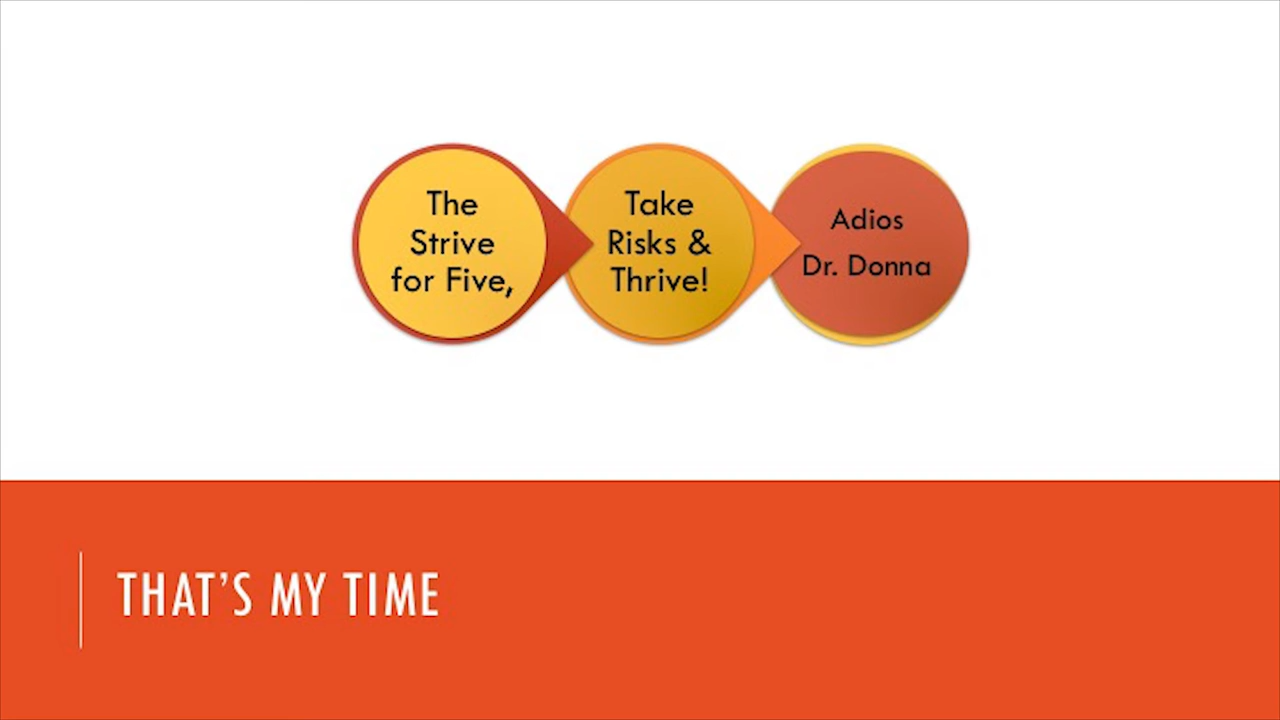 The
Strive
for Five,
Take
Risks &
Thrive!
Adios
Dr. Donna
THAT'S MY TIME